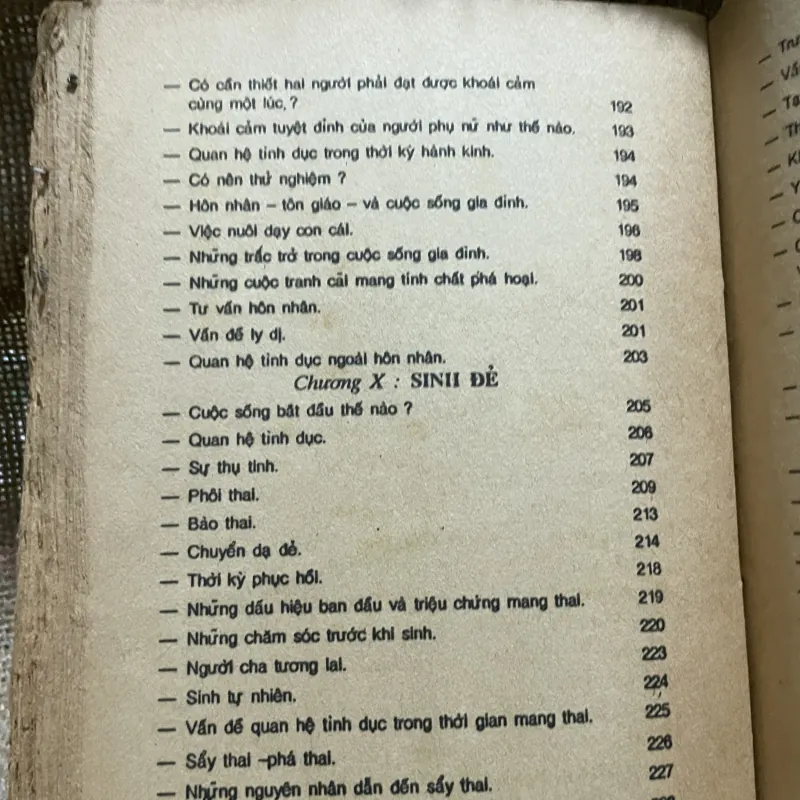 — Có cần thiết hai người phải đạt được khoái cảm
cùng một lúc, ? 192
— Khoái cảm tuyệt đỉnh của người phụ nữ như thế nào. 193
— Quan hệ tình dục trong thời kỳ hành kinh. 194
— Có nên thử nghiệm ? 194
— Hôn nhân – tôn giáo – và cuộc sống gia đình. 195
— Việc nuôi dạy con cái. 196
— Những trắc trở trong cuộc sống gia đình. 198
— Những cuộc tranh cãi mang tính chất phá hoại. 200
— Tư vấn hôn nhân. 201
— Vấn đề ly dị. 201
— Quan hệ tình dục ngoài hôn nhân. 203
Chương X : SINH ĐẺ
— Cuộc sống bắt đầu thế nào ? 205
— Quan hệ tình dục. 206
— Sự thụ tinh. 207
— Phôi thai. 209
— Bào thai. 213
— Chuyển dạ đẻ. 214
— Thời kỳ phục hồi. 218
— Những dấu hiệu ban đầu và triệu chứng mang thai. 219
— Những chăm sóc trước khi sinh. 220
— Người cha tương lai. 223
— Sinh tự nhiên. 224
— Vấn đề quan hệ tình dục trong thời gian mang thai. 225
— Sẩy thai –phá thai. 226
— Những nguyên nhân dẫn đến sẩy thai. 227